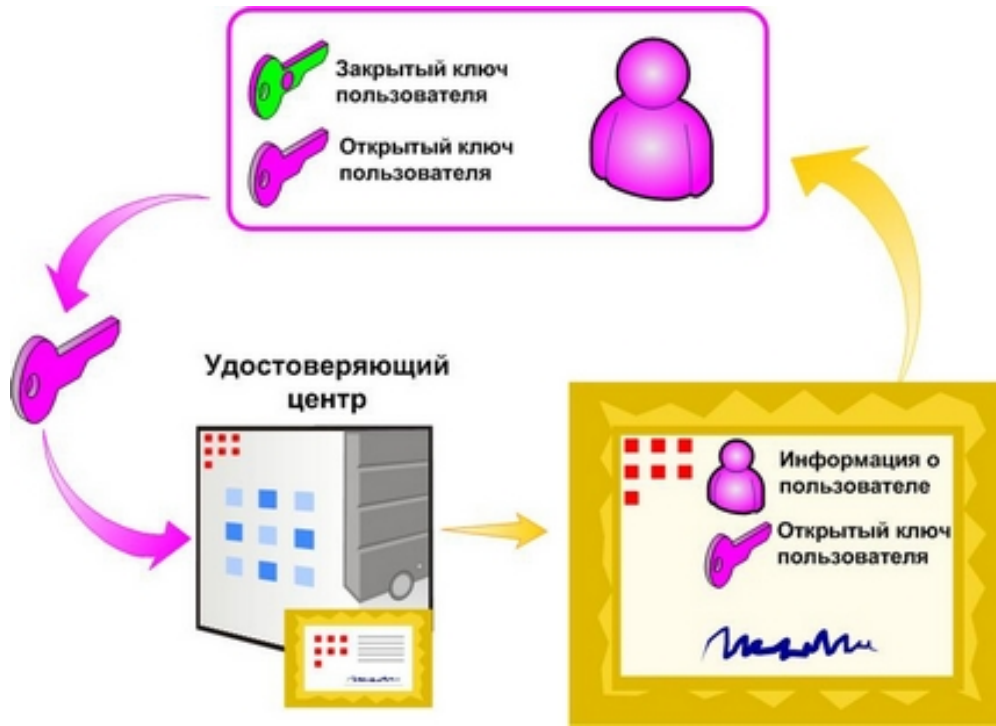 Закрытый ключ
пользователя
Открытый ключ
пользователя
Удостоверяющий
центр
Информация о
пользователе
Открытый ключ
пользователя